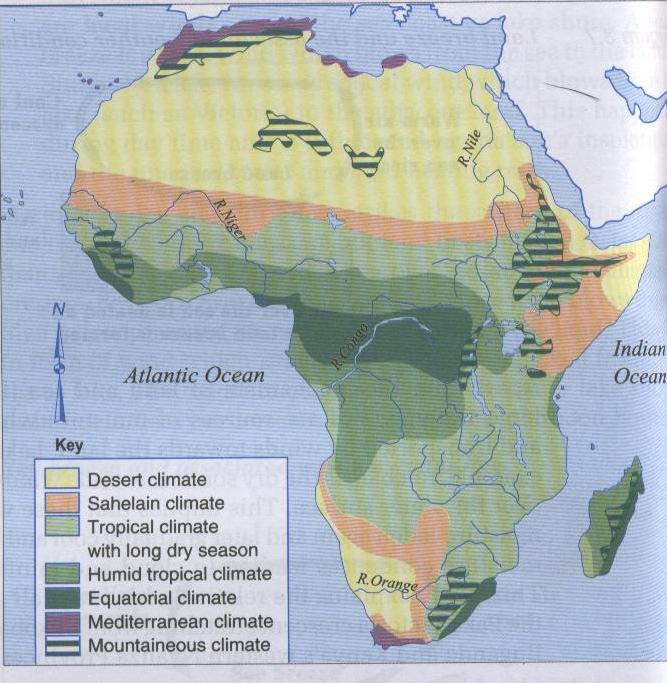 R.Nile
R.Niger
N
R.Congo
Atlantic Ocean
Indian
Ocean
Key
Desert climate
Sahelain climate
Tropical climate
with long dry season
Humid tropical climate
Equatorial climate
Mediterranean climate
Mountaineous climate
R.Orange